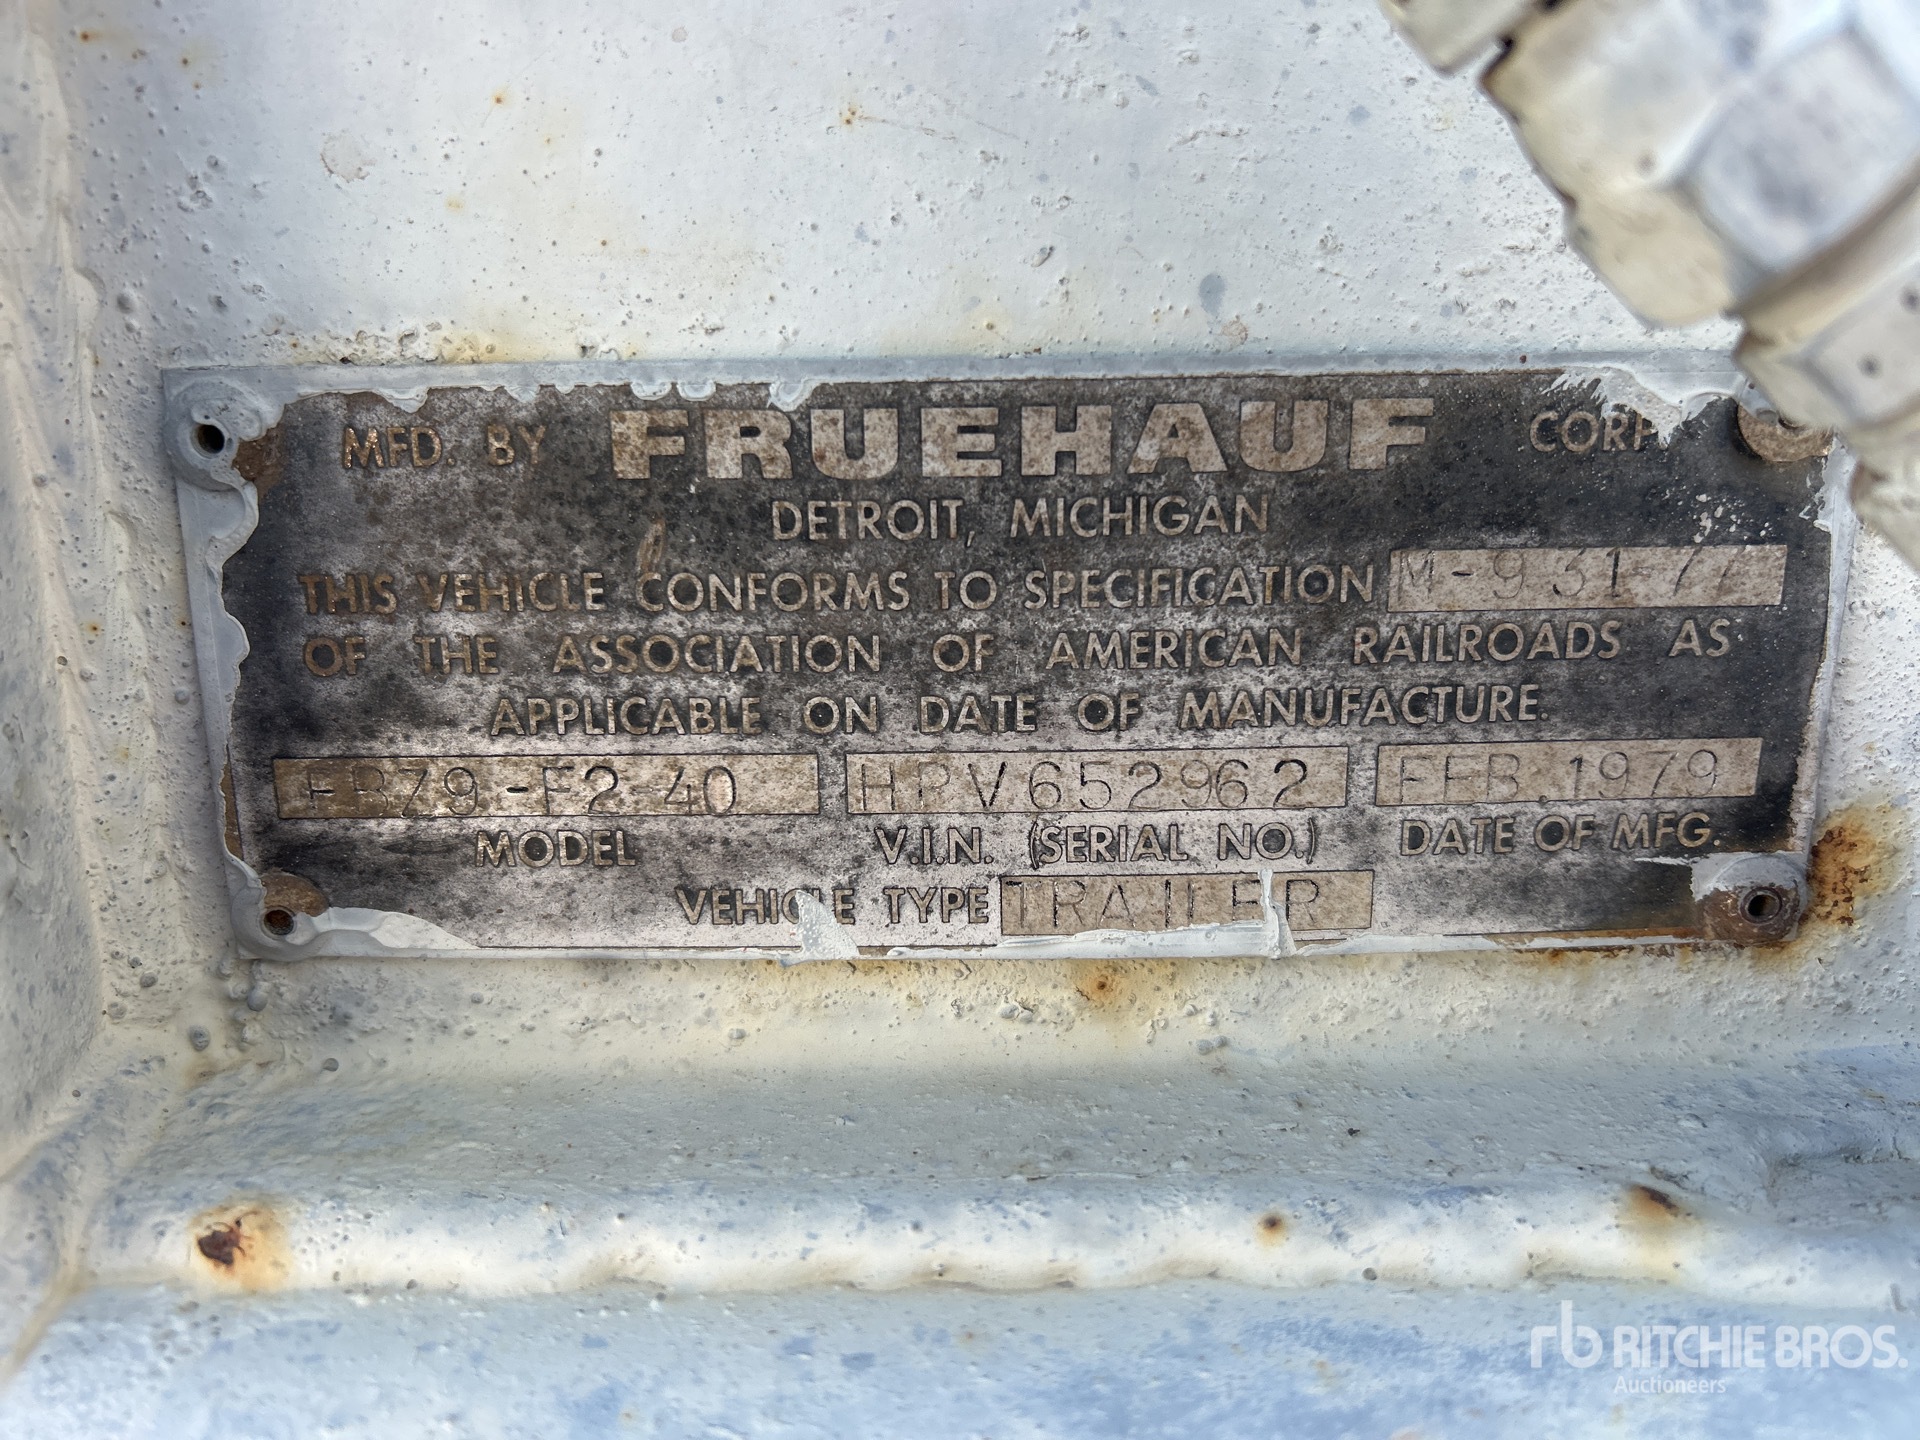 MFD. BY FRUEHAUF CORP.
DETROIT, MICHIGAN
THIS VEHICLE CONFORMS TO SPECIFICATION M-931-77
OF THE ASSOCIATION OF AMERICAN RAILROADS AS
APPLICABLE ON DATE OF MANUFACTURE.
FBZ9-F2-40 HPV652962 FEB.1979
MODEL V.I.N. (SERIAL NO.) DATE OF MFG.
VEHICLE TYPE TRAILER
rb RITCHIE BROS.
Auctioneers